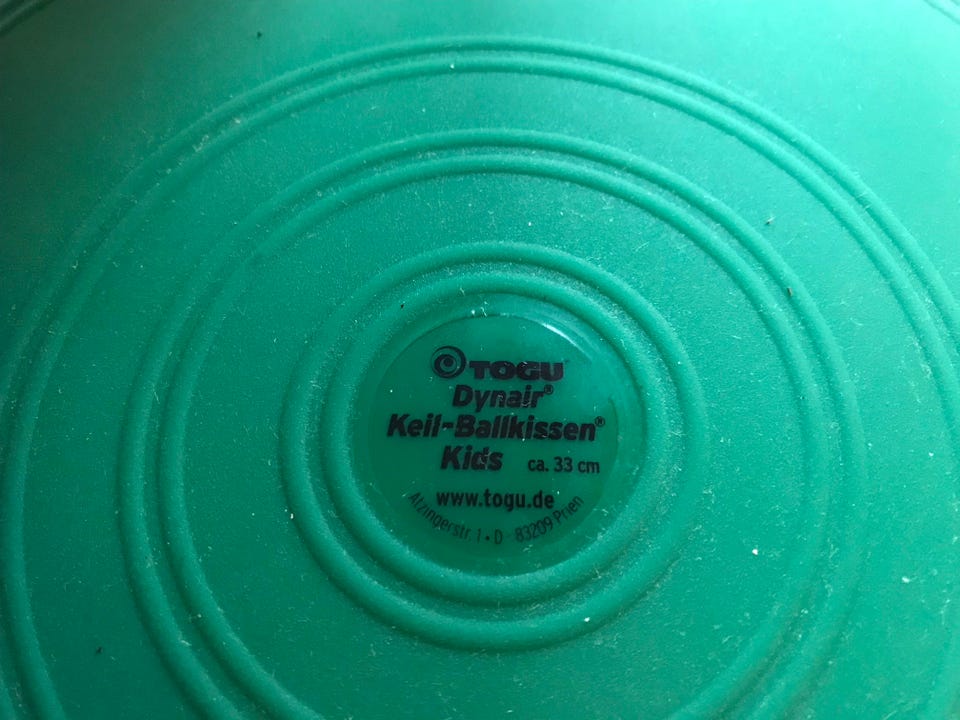 TOGU
Dynair®
Keil-Ballkissen®
Kids ca. 33 cm
www.togu.de
Atzingerstr. 1 • D - 83209 Prien